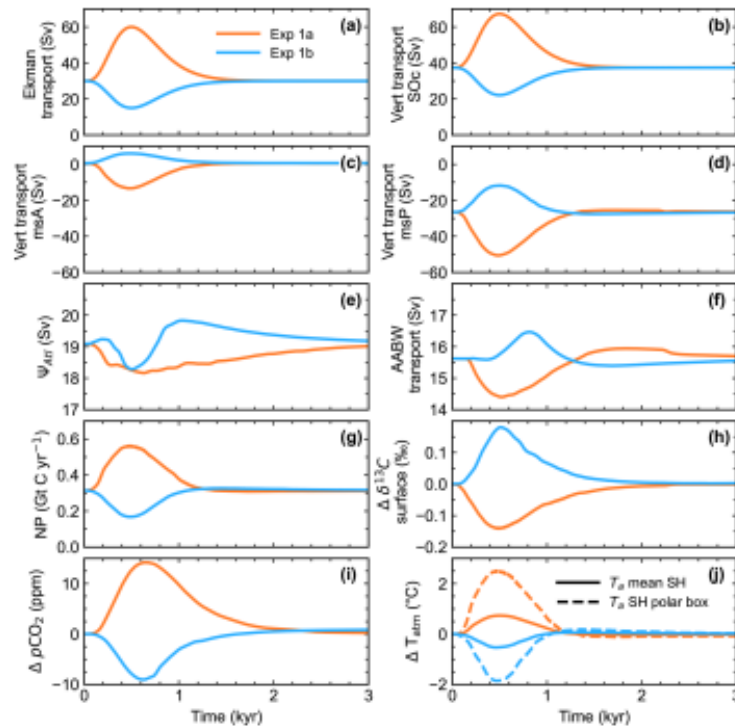 (a)
60
40
20
0
Ekman
transport (Sv)
Exp 1a
Exp 1b
(b)
60
40
20
0
Vert transport
SOc (Sv)
(c)
0
−20
−40
−60
Vert transport
msA (Sv)
(d)
0
−20
−40
−60
Vert transport
msP (Sv)
(e)
20
19
18
17
Ψ_Atl (Sv)
(f)
17
16
15
14
AABW
transport (Sv)
(g)
0.6
0.4
0.2
0.0
NP (Gt C yr⁻¹)
(h)
0.1
0.0
−0.1
−0.2
Δ δ¹³C
surface (‰)
(i)
10
0
−10
Δ pCO₂ (ppm)
0 1 2 3
Time (kyr)
(j)
2
0
−2
Δ T_atm (°C)
Tₐ mean SH
Tₐ SH polar box
0 1 2 3
Time (kyr)